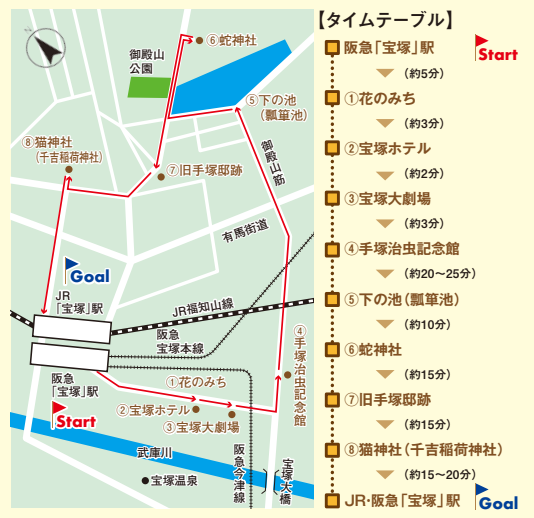 ⑥蛇神社
御殿山
公園
⑤下の池
(瓢箪池)
⑧猫神社
(千吉稲荷神社)
⑦旧手塚邸跡
御殿山筋
有馬街道
Goal
JR
「宝塚」駅
JR福知山線
阪急
宝塚本線
④手塚治虫記念館
①花のみち
阪急
「宝塚」駅
②宝塚ホテル
Start
③宝塚大劇場
武庫川
阪急今津線
宝塚大橋
宝塚温泉
【タイムテーブル】
阪急「宝塚」駅
Start
(約5分)
①花のみち
(約3分)
②宝塚ホテル
(約2分)
③宝塚大劇場
(約3分)
④手塚治虫記念館
(約20〜25分)
⑤下の池(瓢箪池)
(約10分)
⑥蛇神社
(約15分)
⑦旧手塚邸跡
(約15分)
⑧猫神社(千吉稲荷神社)
(約15〜20分)
JR・阪急「宝塚」駅
Goal